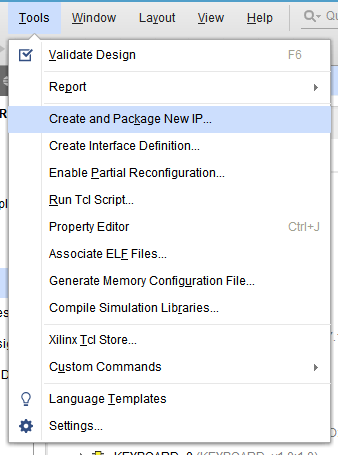 Tools Window Layout View Help Qu
Validate Design F6
Report
Create and Package New IP...
Create Interface Definition...
Enable Partial Reconfiguration...
Run Tcl Script...
Property Editor Ctrl+J
Associate ELF Files...
Generate Memory Configuration File...
Compile Simulation Libraries...
Xilinx Tcl Store...
Custom Commands
Language Templates
Settings...